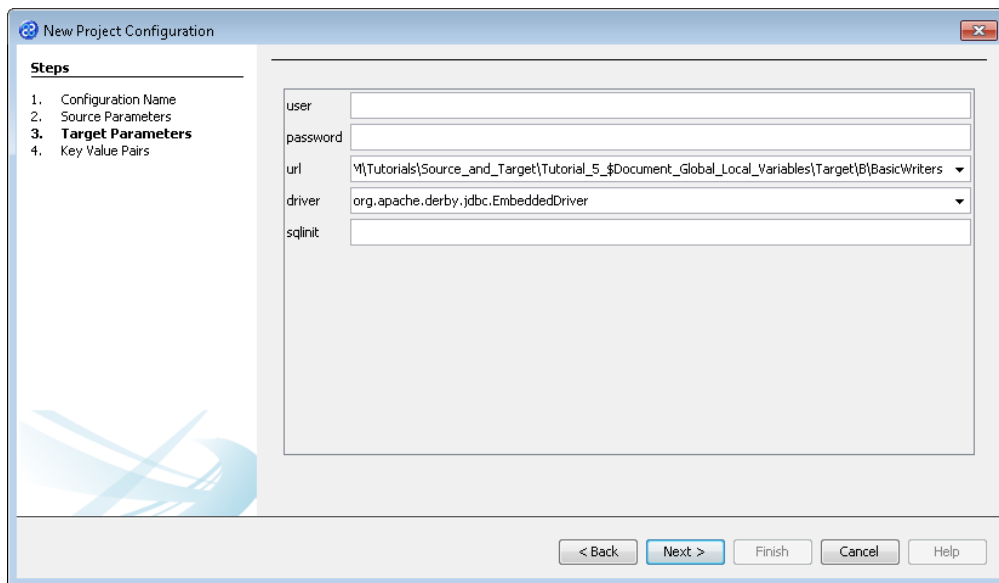 New Project Configuration
Steps
1. Configuration Name
2. Source Parameters
3. Target Parameters
4. Key Value Pairs
user
password
url M\Tutorials\Source_and_Target\Tutorial_5_$Document_Global_Local_Variables\Target\B\BasicWriters
driver org.apache.derby.jdbc.EmbeddedDriver
sqlinit
< Back Next > Finish Cancel Help